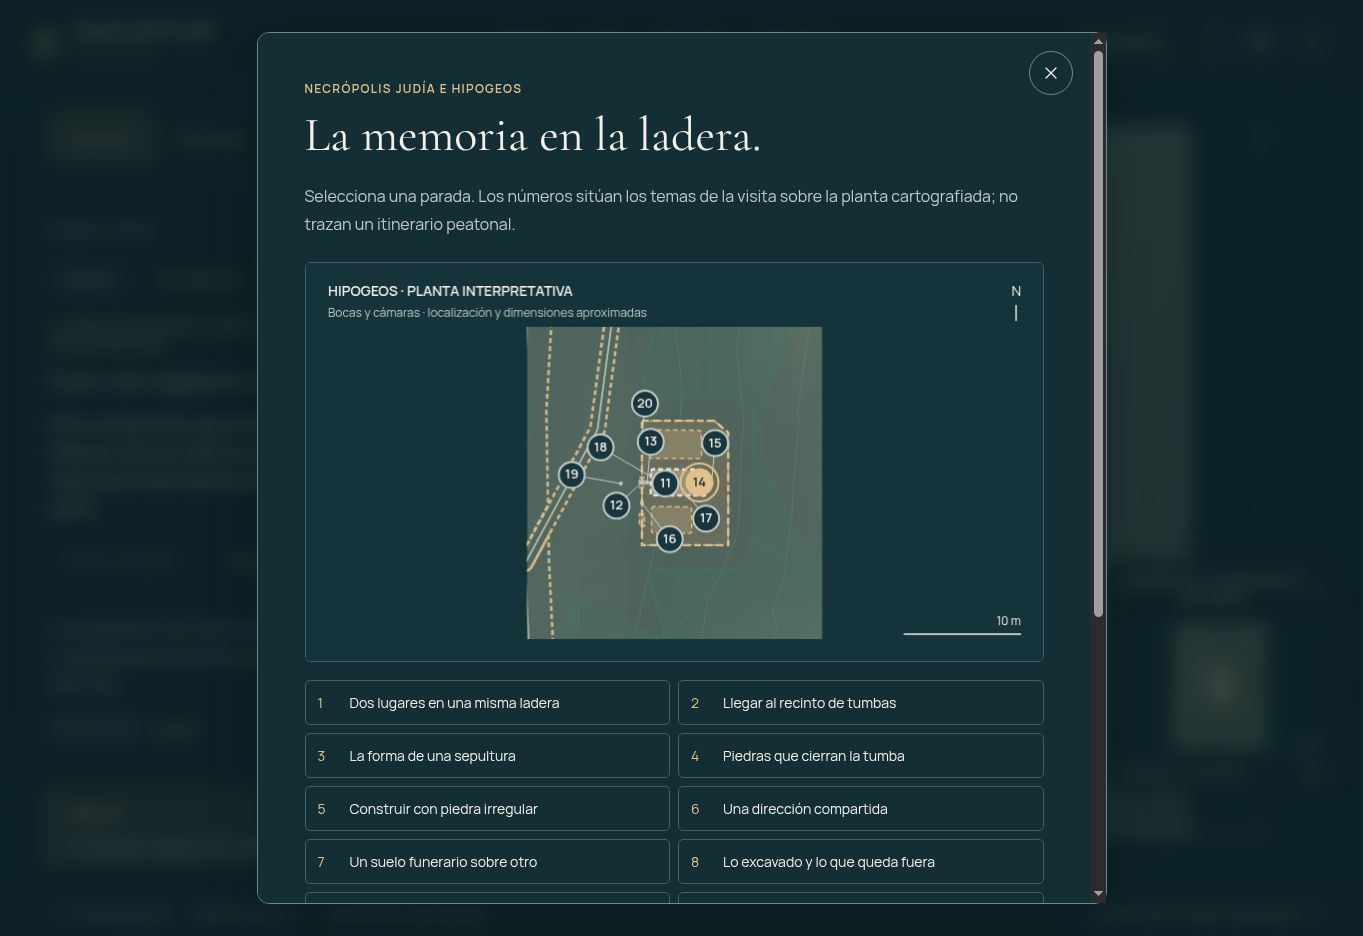 NECRÓPOLIS JUDÍA E HIPOGEOS
La memoria en la ladera.
Selecciona una parada. Los números sitúan los temas de la visita sobre la planta cartografiada; no
trazan un itinerario peatonal.
HIPOGEOS · PLANTA INTERPRETATIVA
N
Bocas y cámaras · localización y dimensiones aproximadas
20
13
15
18
19
11
14
12
17
16
10 m
1 Dos lugares en una misma ladera
2 Llegar al recinto de tumbas
3 La forma de una sepultura
4 Piedras que cierran la tumba
5 Construir con piedra irregular
6 Una dirección compartida
7 Un suelo funerario sobre otro
8 Lo excavado y lo que queda fuera